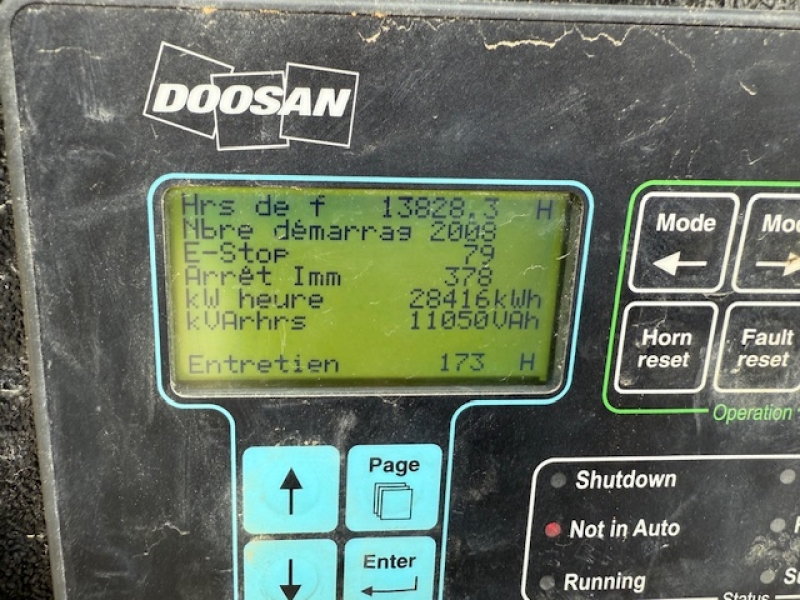 DOOSAN
Hrs de f 13828.3 H
Nbre démarrag 2008
E-Stop 79
Arrêt Imm 378
kW heure 28416kWh
kVArhrs 11050VAh
Entretien 173 H
Mode
Horn reset
Fault reset
Operation
Page
Enter
Shutdown
Not in Auto
Running
Status